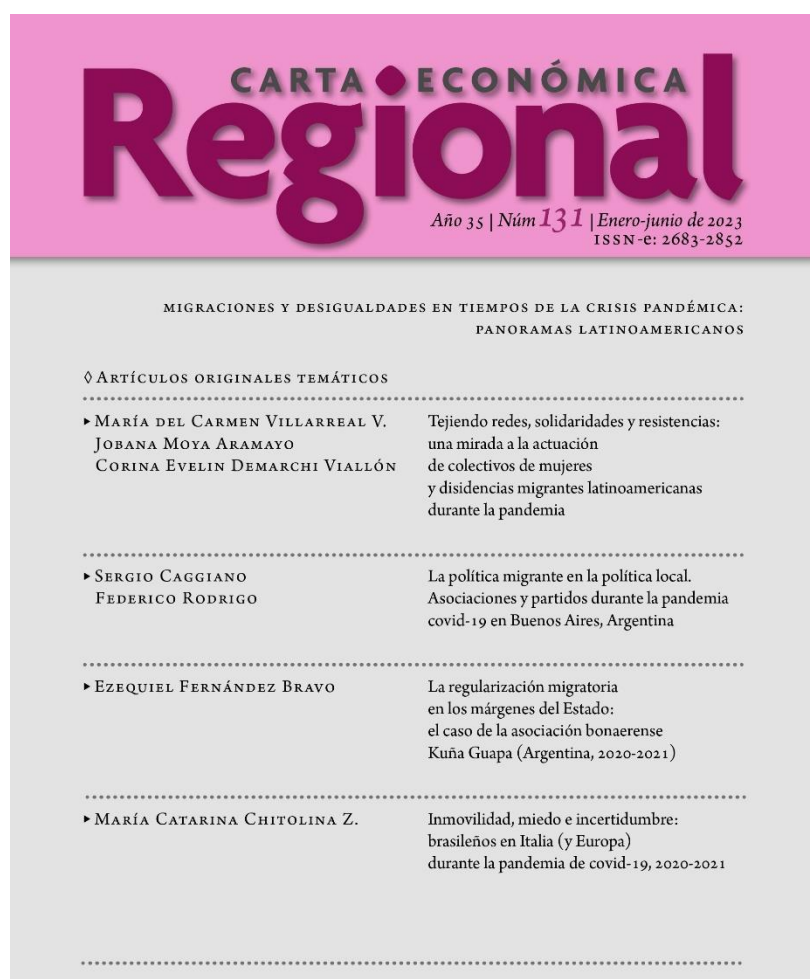 CARTA ECONÓMICA
Regional
Año 35 | Núm 131 | Enero-junio de 2023
ISSN-e: 2683-2852
MIGRACIONES Y DESIGUALDADES EN TIEMPOS DE LA CRISIS PANDÉMICA:
PANORAMAS LATINOAMERICANOS
◊ ARTÍCULOS ORIGINALES TEMÁTICOS
▸ MARÍA DEL CARMEN VILLARREAL V.
JOBANA MOYA ARAMAYO
CORINA EVELIN DEMARCHI VIALLÓN
Tejiendo redes, solidaridades y resistencias:
una mirada a la actuación
de colectivos de mujeres
y disidencias migrantes latinoamericanas
durante la pandemia
▸ SERGIO CAGGIANO
FEDERICO RODRIGO
La política migrante en la política local.
Asociaciones y partidos durante la pandemia
covid-19 en Buenos Aires, Argentina
▸ EZEQUIEL FERNÁNDEZ BRAVO
La regularización migratoria
en los márgenes del Estado:
el caso de la asociación bonaerense
Kuña Guapa (Argentina, 2020-2021)
▸ MARÍA CATARINA CHITOLINA Z.
Inmovilidad, miedo e incertidumbre:
brasileños en Italia (y Europa)
durante la pandemia de covid-19, 2020-2021